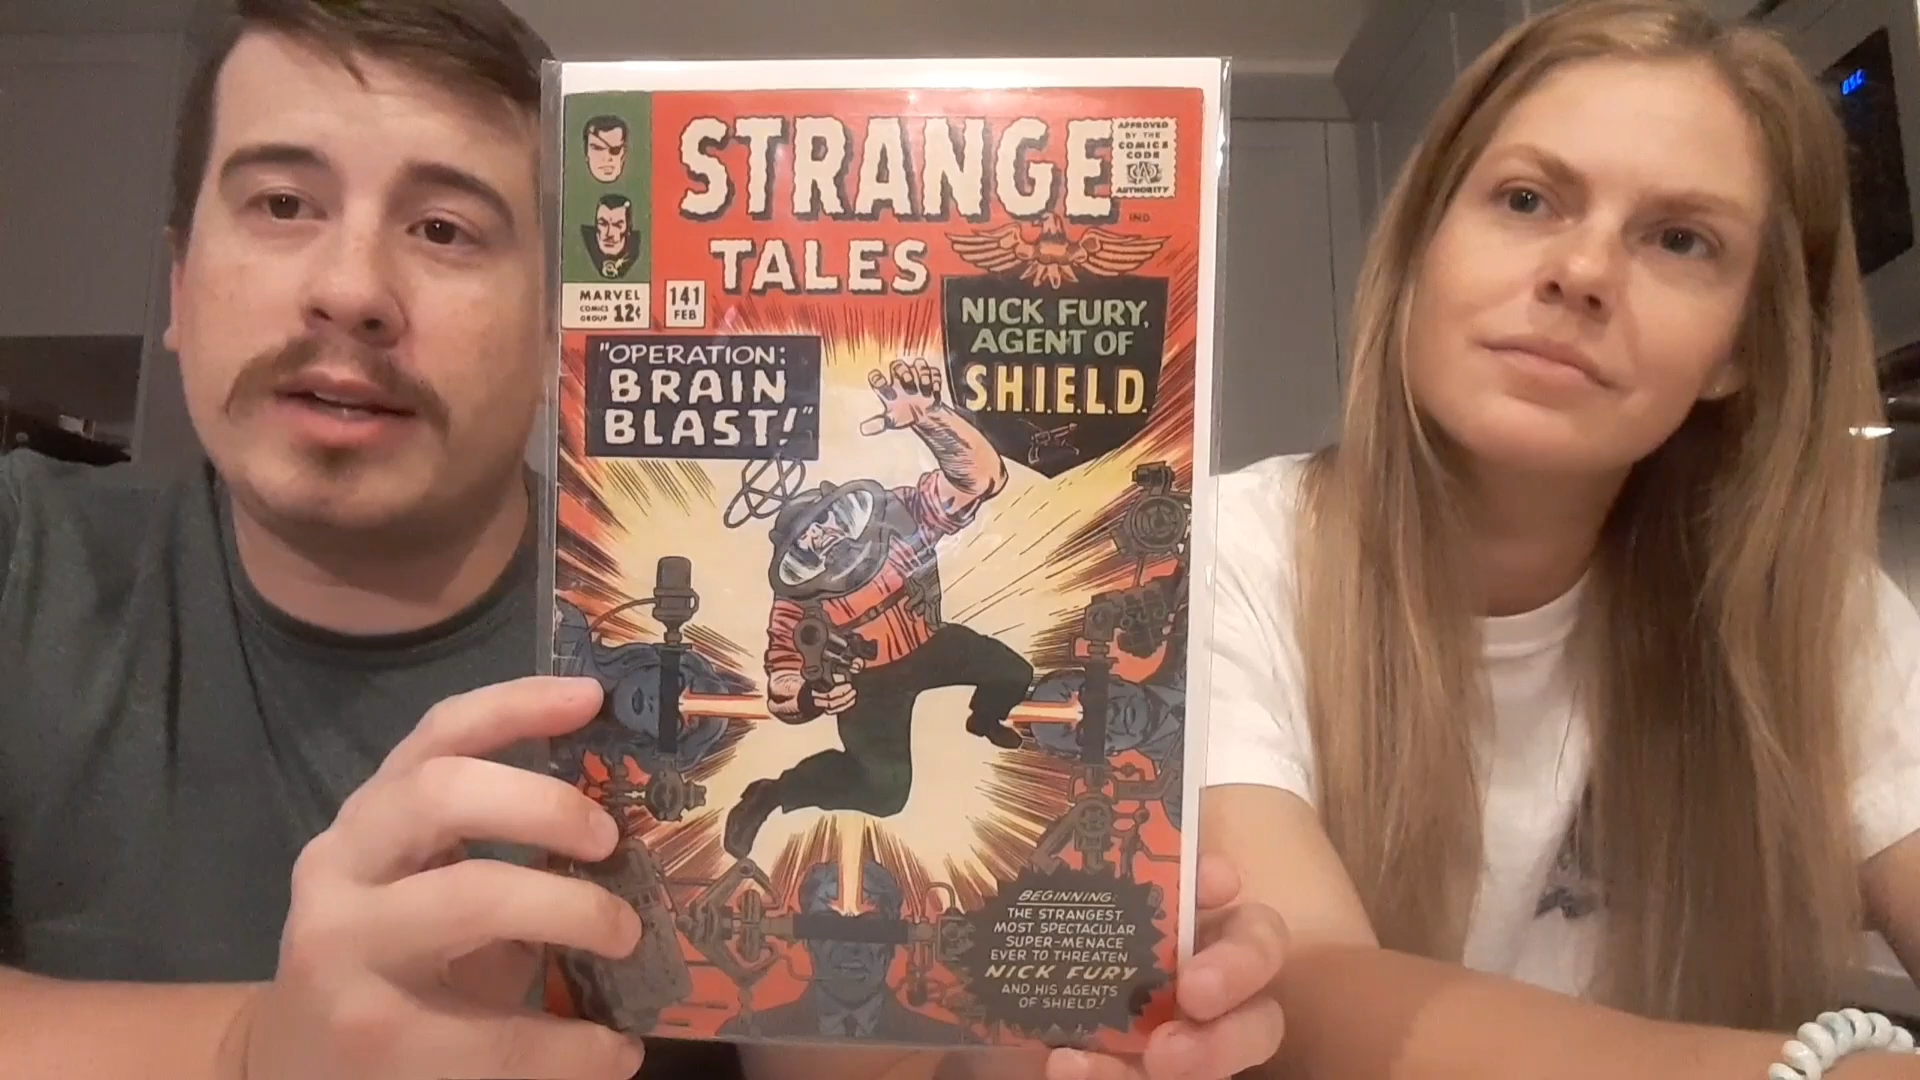 STRANGE
TALES
APPROVED
BY THE
COMICS
CODE
CA
AUTHORITY
IND.
MARVEL
COMICS
GROUP 12¢
141
FEB
NICK FURY,
AGENT OF
S.H.I.E.L.D.
"OPERATION:
BRAIN
BLAST!"
BEGINNING:
THE STRANGEST,
MOST SPECTACULAR
SUPER-MENACE
EVER TO THREATEN
NICK FURY
AND HIS AGENTS
OF SHIELD!